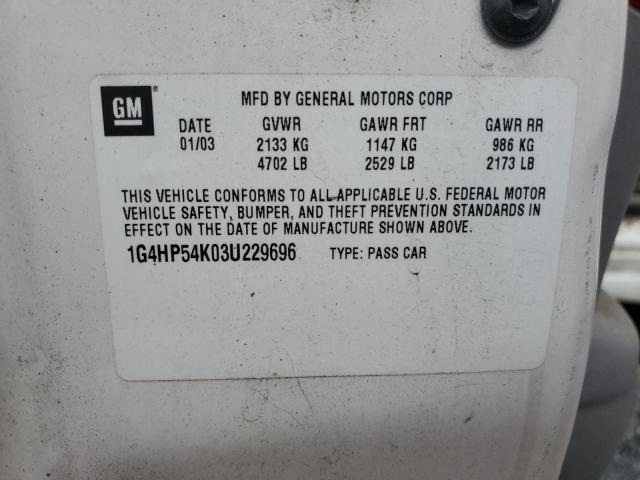 GM
MFD BY GENERAL MOTORS CORP
DATE GVWR GAWR FRT GAWR RR
01/03 2133 KG 1147 KG 986 KG
4702 LB 2529 LB 2173 LB
THIS VEHICLE CONFORMS TO ALL APPLICABLE U.S. FEDERAL MOTOR
VEHICLE SAFETY, BUMPER, AND THEFT PREVENTION STANDARDS IN
EFFECT ON THE DATE OF MANUFACTURE SHOWN ABOVE.
1G4HP54K03U229696 TYPE: PASS CAR